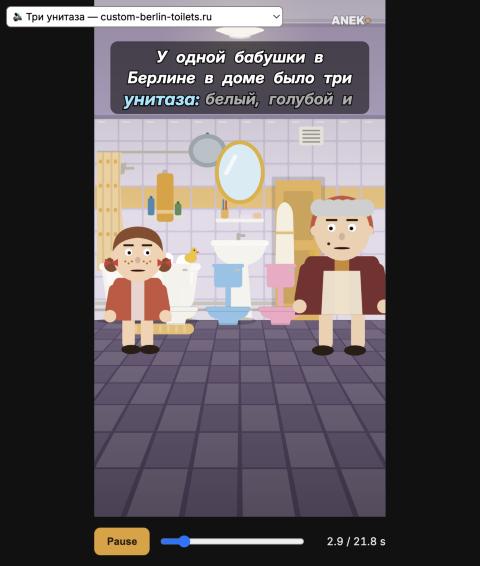 Три унитаза — custom-berlin-toilets.ru
ANEKO
У одной бабушки в
Берлине в доме было три
унитаза: белый, голубой и
Pause
2.9 / 21.8 s